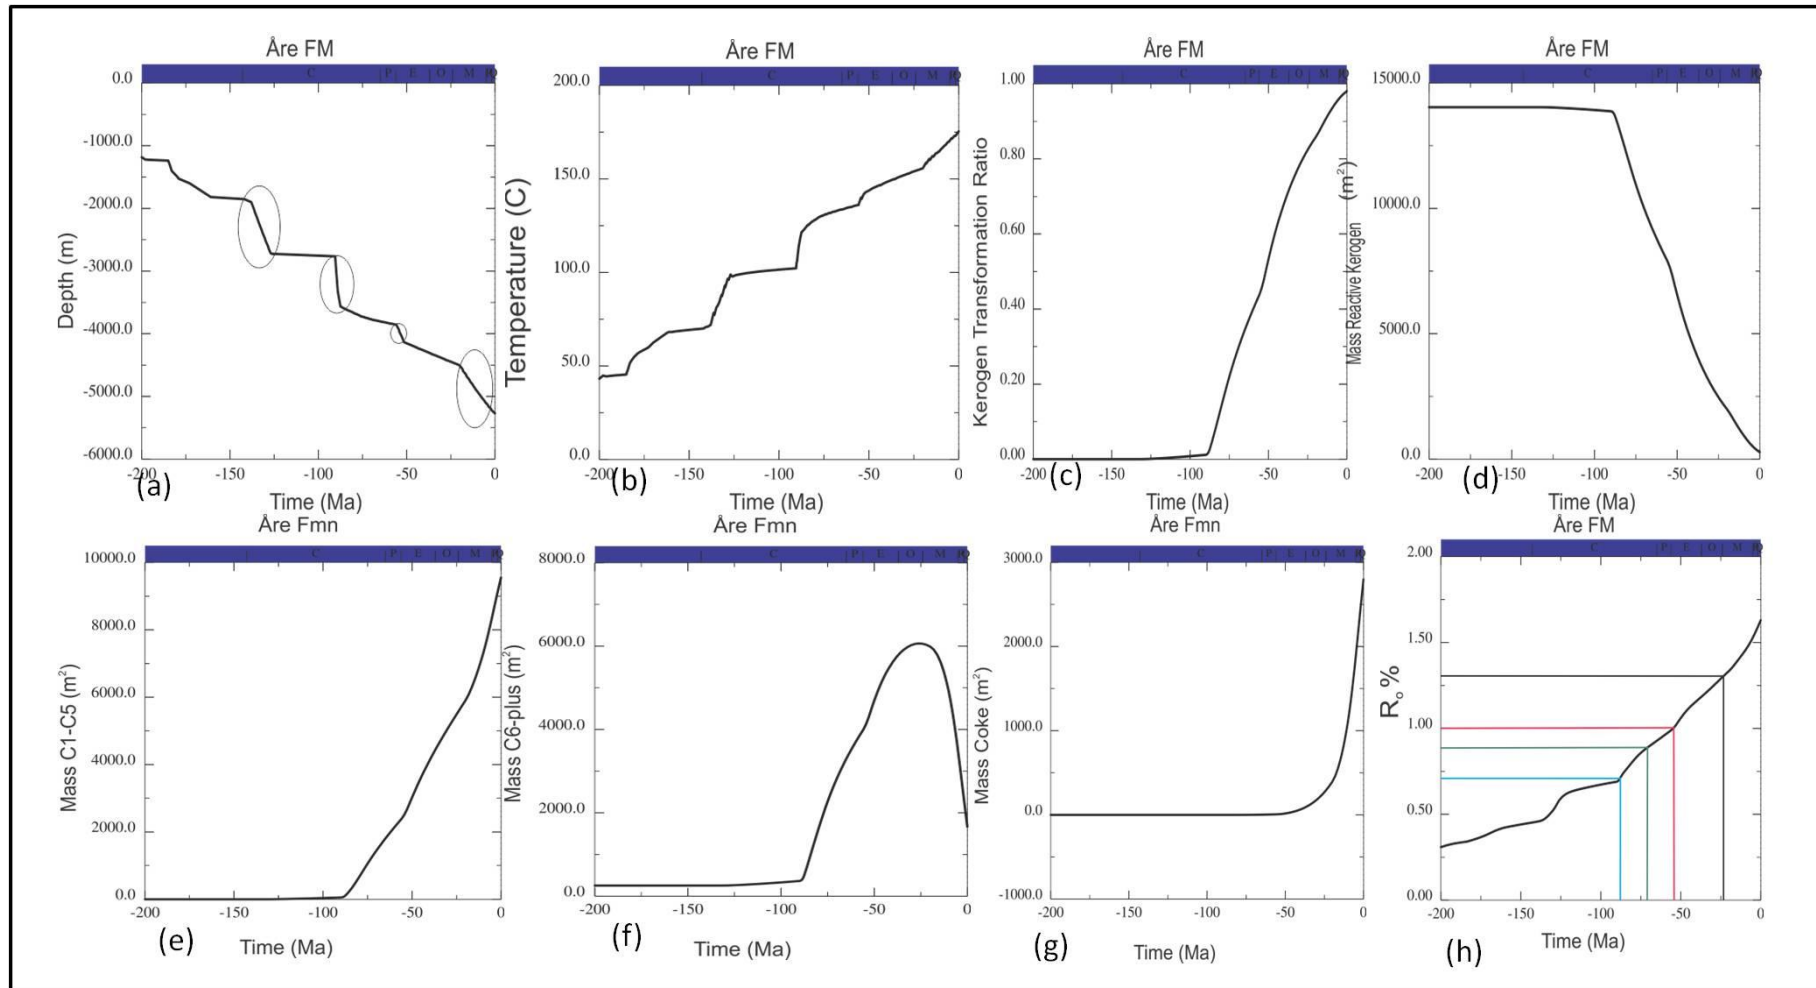 Åre FM
C P E O M
0.0
-1000.0
-2000.0
-3000.0
-4000.0
-5000.0
-6000.0
Depth (m)
-200 -150 -100 -50 0
Time (Ma)
(a)
Åre FM
C P E O M
200.0
150.0
100.0
50.0
0.0
Temperature (C)
-200 -150 -100 -50 0
Time (Ma)
(b)
Åre FM
C P E O M
1.00
0.80
0.60
0.40
0.20
0.00
Kerogen Transformation Ratio
-200 -150 -100 -50 0
Time (Ma)
(c)
Åre FM
C P E O M
15000.0
10000.0
5000.0
0.0
Mass Reactive Kerogen (m²)
-200 -150 -100 -50 0
Time (Ma)
(d)
Åre Fmn
C P E O M
10000.0
8000.0
6000.0
4000.0
2000.0
0.0
Mass C1-C5 (m²)
-200 -150 -100 -50 0
Time (Ma)
(e)
Åre Fmn
C P E O M
8000.0
6000.0
4000.0
2000.0
0.0
Mass C6-plus (m²)
-200 -150 -100 -50 0
Time (Ma)
(f)
Åre Fmn
C P E O M
3000.0
2000.0
1000.0
0.0
-1000.0
Mass Coke (m²)
-200 -150 -100 -50 0
Time (Ma)
(g)
Åre FM
C P E O M
2.00
1.50
1.00
0.50
0.00
Rₒ %
-200 -150 -100 -50 0
Time (Ma)
(h)